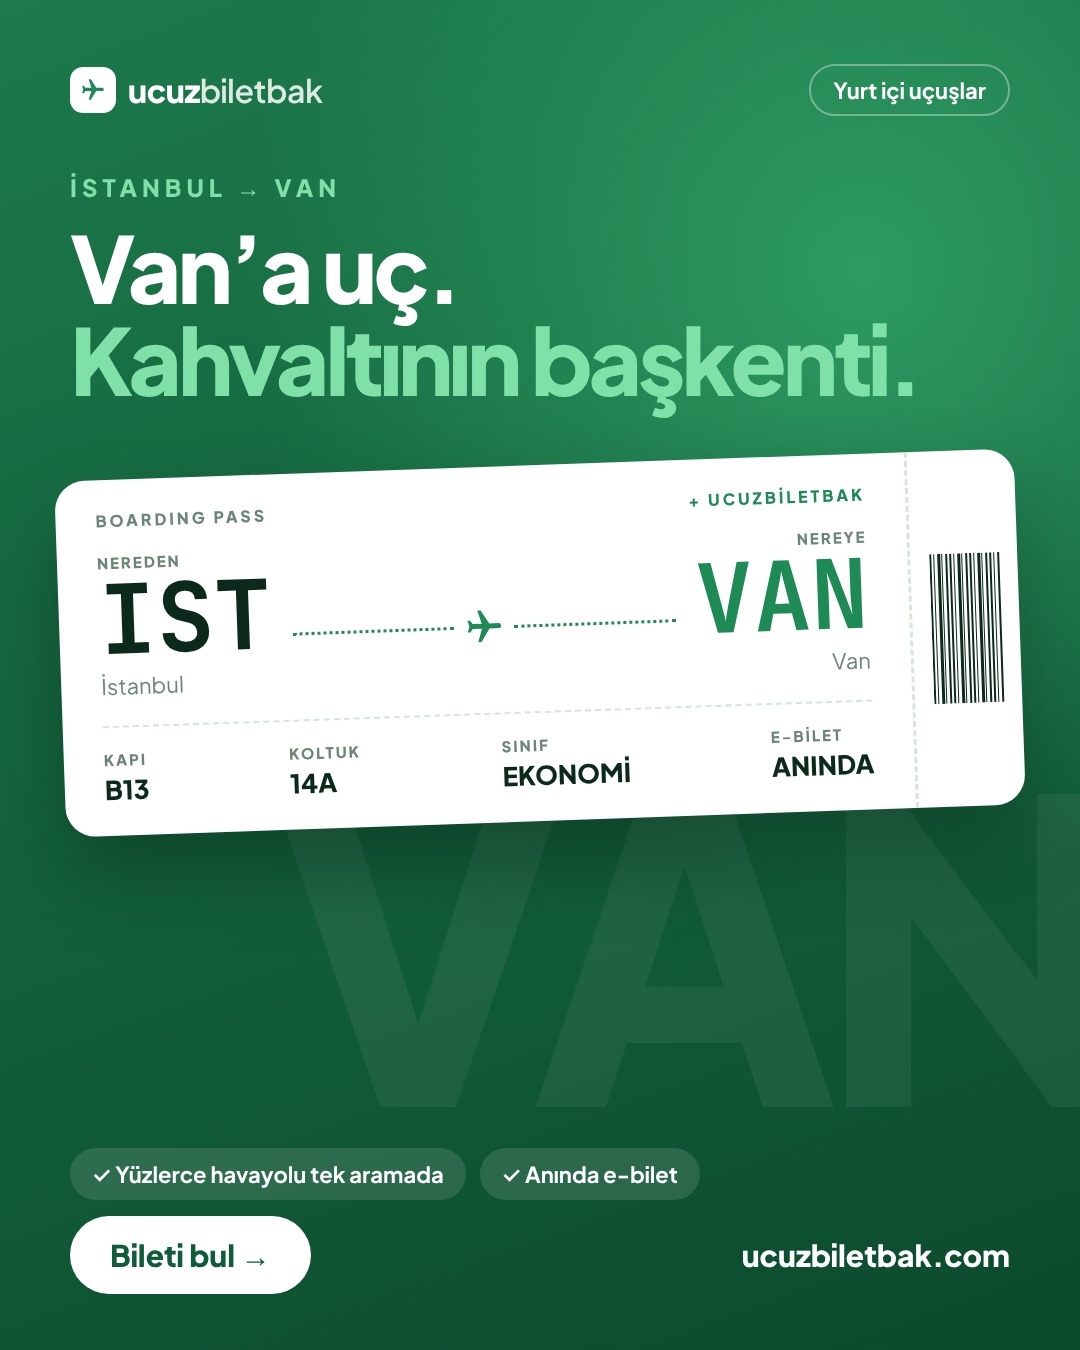 ucuzbiletbak
Yurt içi uçuşlar
İSTANBUL → VAN
Van’a uç.
Kahvaltının başkenti.
BOARDING PASS
+ UCUZBİLETBAK
NEREDEN
NEREYE
IST
VAN
İstanbul
Van
KAPI
KOLTUK
SINIF
E-BİLET
B13
14A
EKONOMİ
ANINDA
VAN
✓ Yüzlerce havayolu tek aramada
✓ Anında e-bilet
Bileti bul →
ucuzbiletbak.com